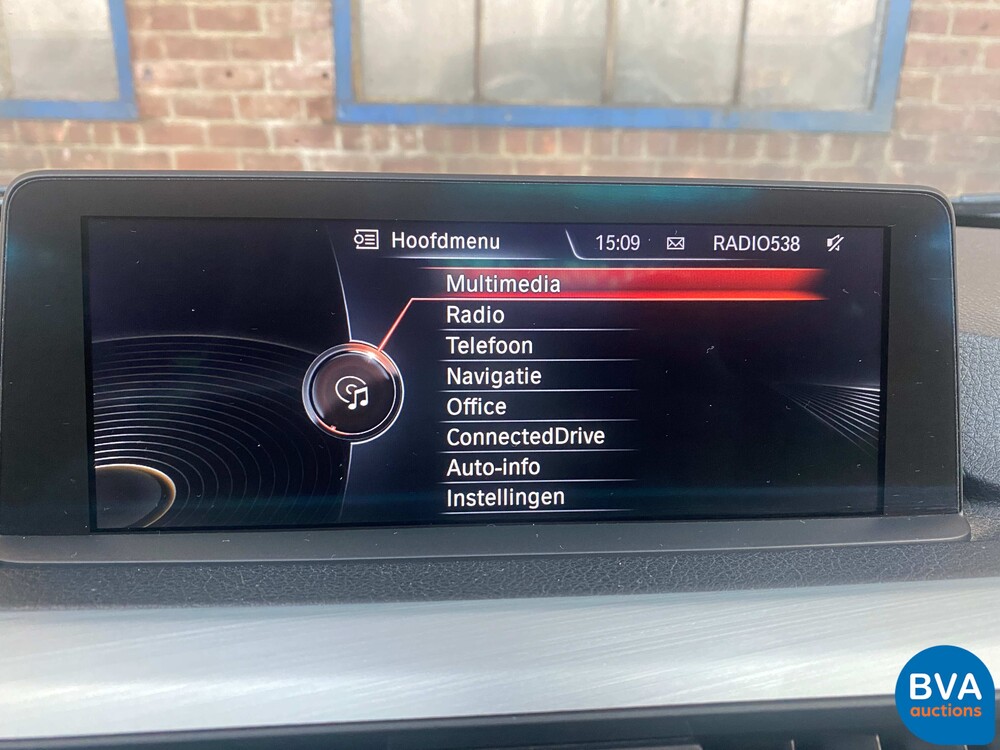 Hoofdmenu 15:09 RADIO538
Multimedia
Radio
Telefoon
Navigatie
Office
ConnectedDrive
Auto-info
Instellingen
BVA
auctions